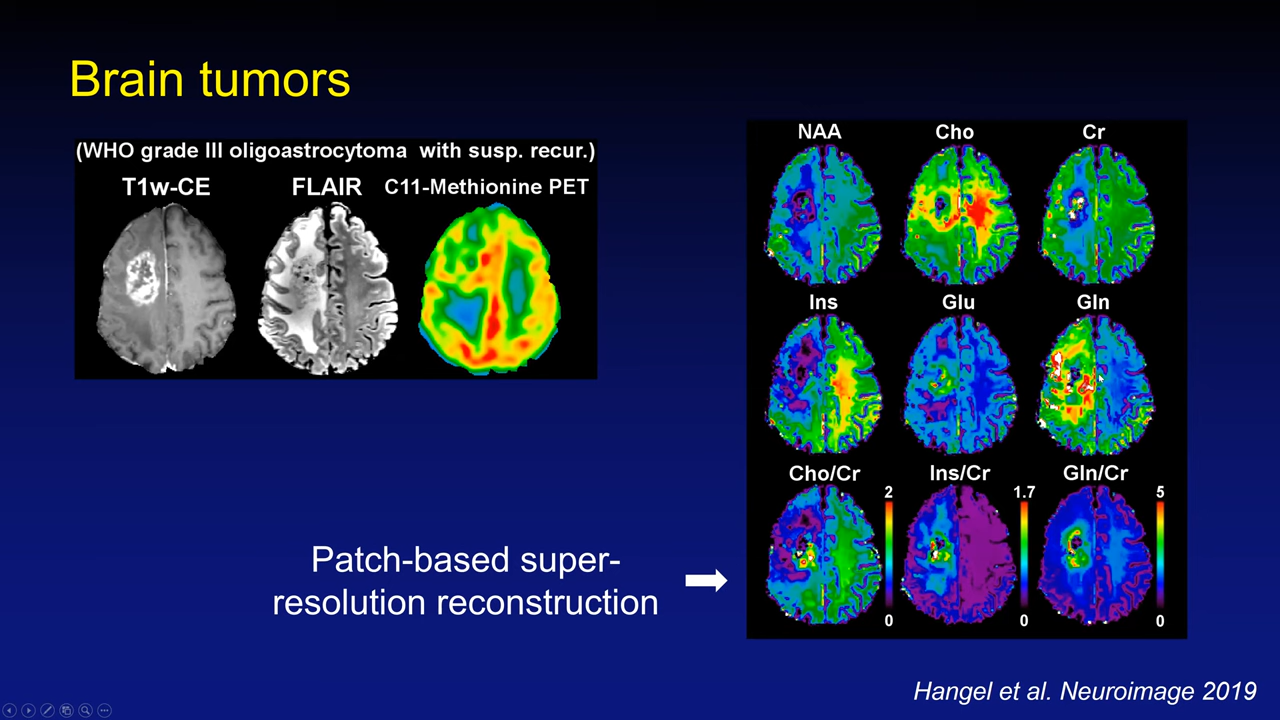 Brain tumors
(WHO grade III oligoastrocytoma with susp. recur.)
T1w-CE FLAIR C11-Methionine PET
NAA Cho Cr
Ins Glu Gln
Cho/Cr Ins/Cr Gln/Cr
2 1.7 5
0 0 0
Patch-based super-
resolution reconstruction
Hangel et al. Neuroimage 2019